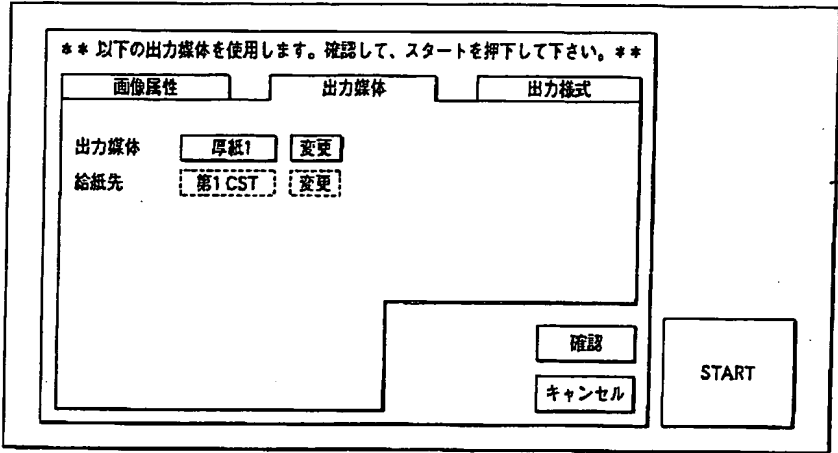 ** 以下の出力媒体を使用します。確認して、スタートを押下して下さい。**
画像属性 出力媒体 出力様式
出力媒体 厚紙1 変更
給紙先 第1 CST 変更
確認
START
キャンセル